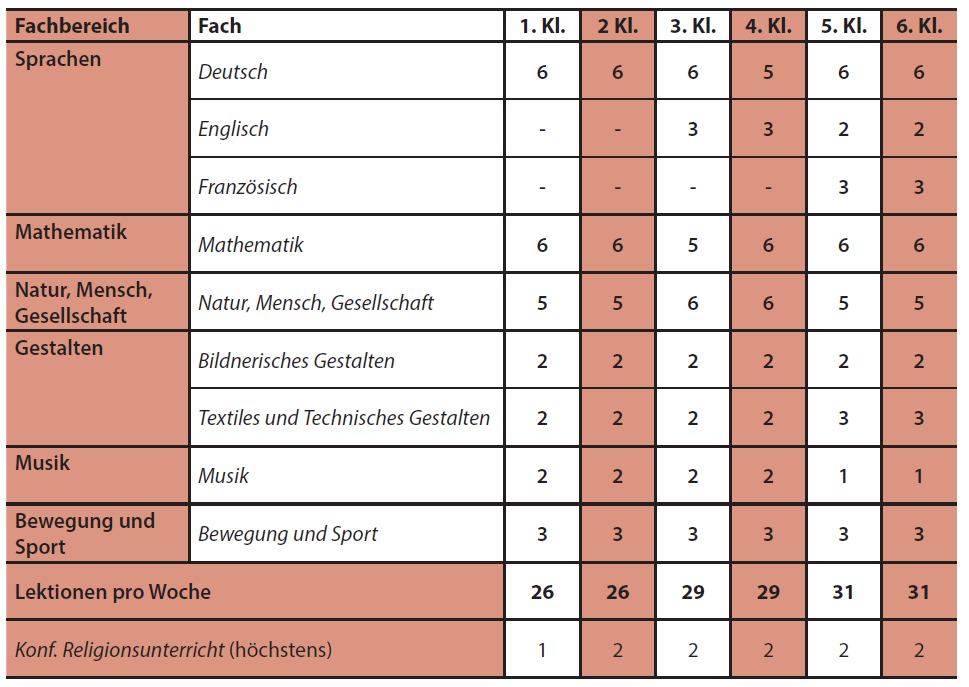 Fachbereich Fach 1. Kl. 2 Kl. 3. Kl. 4. Kl. 5. Kl. 6. Kl.
Sprachen Deutsch 6 6 6 5 6 6
Englisch - - 3 3 2 2
Französisch - - - - 3 3
Mathematik Mathematik 6 6 5 6 6 6
Natur, Mensch,
Gesellschaft Natur, Mensch, Gesellschaft 5 5 6 6 5 5
Gestalten Bildnerisches Gestalten 2 2 2 2 2 2
Textiles und Technisches Gestalten 2 2 2 2 3 3
Musik Musik 2 2 2 2 1 1
Bewegung und
Sport Bewegung und Sport 3 3 3 3 3 3
Lektionen pro Woche 26 26 29 29 31 31
Konf. Religionsunterricht (höchstens) 1 2 2 2 2 2